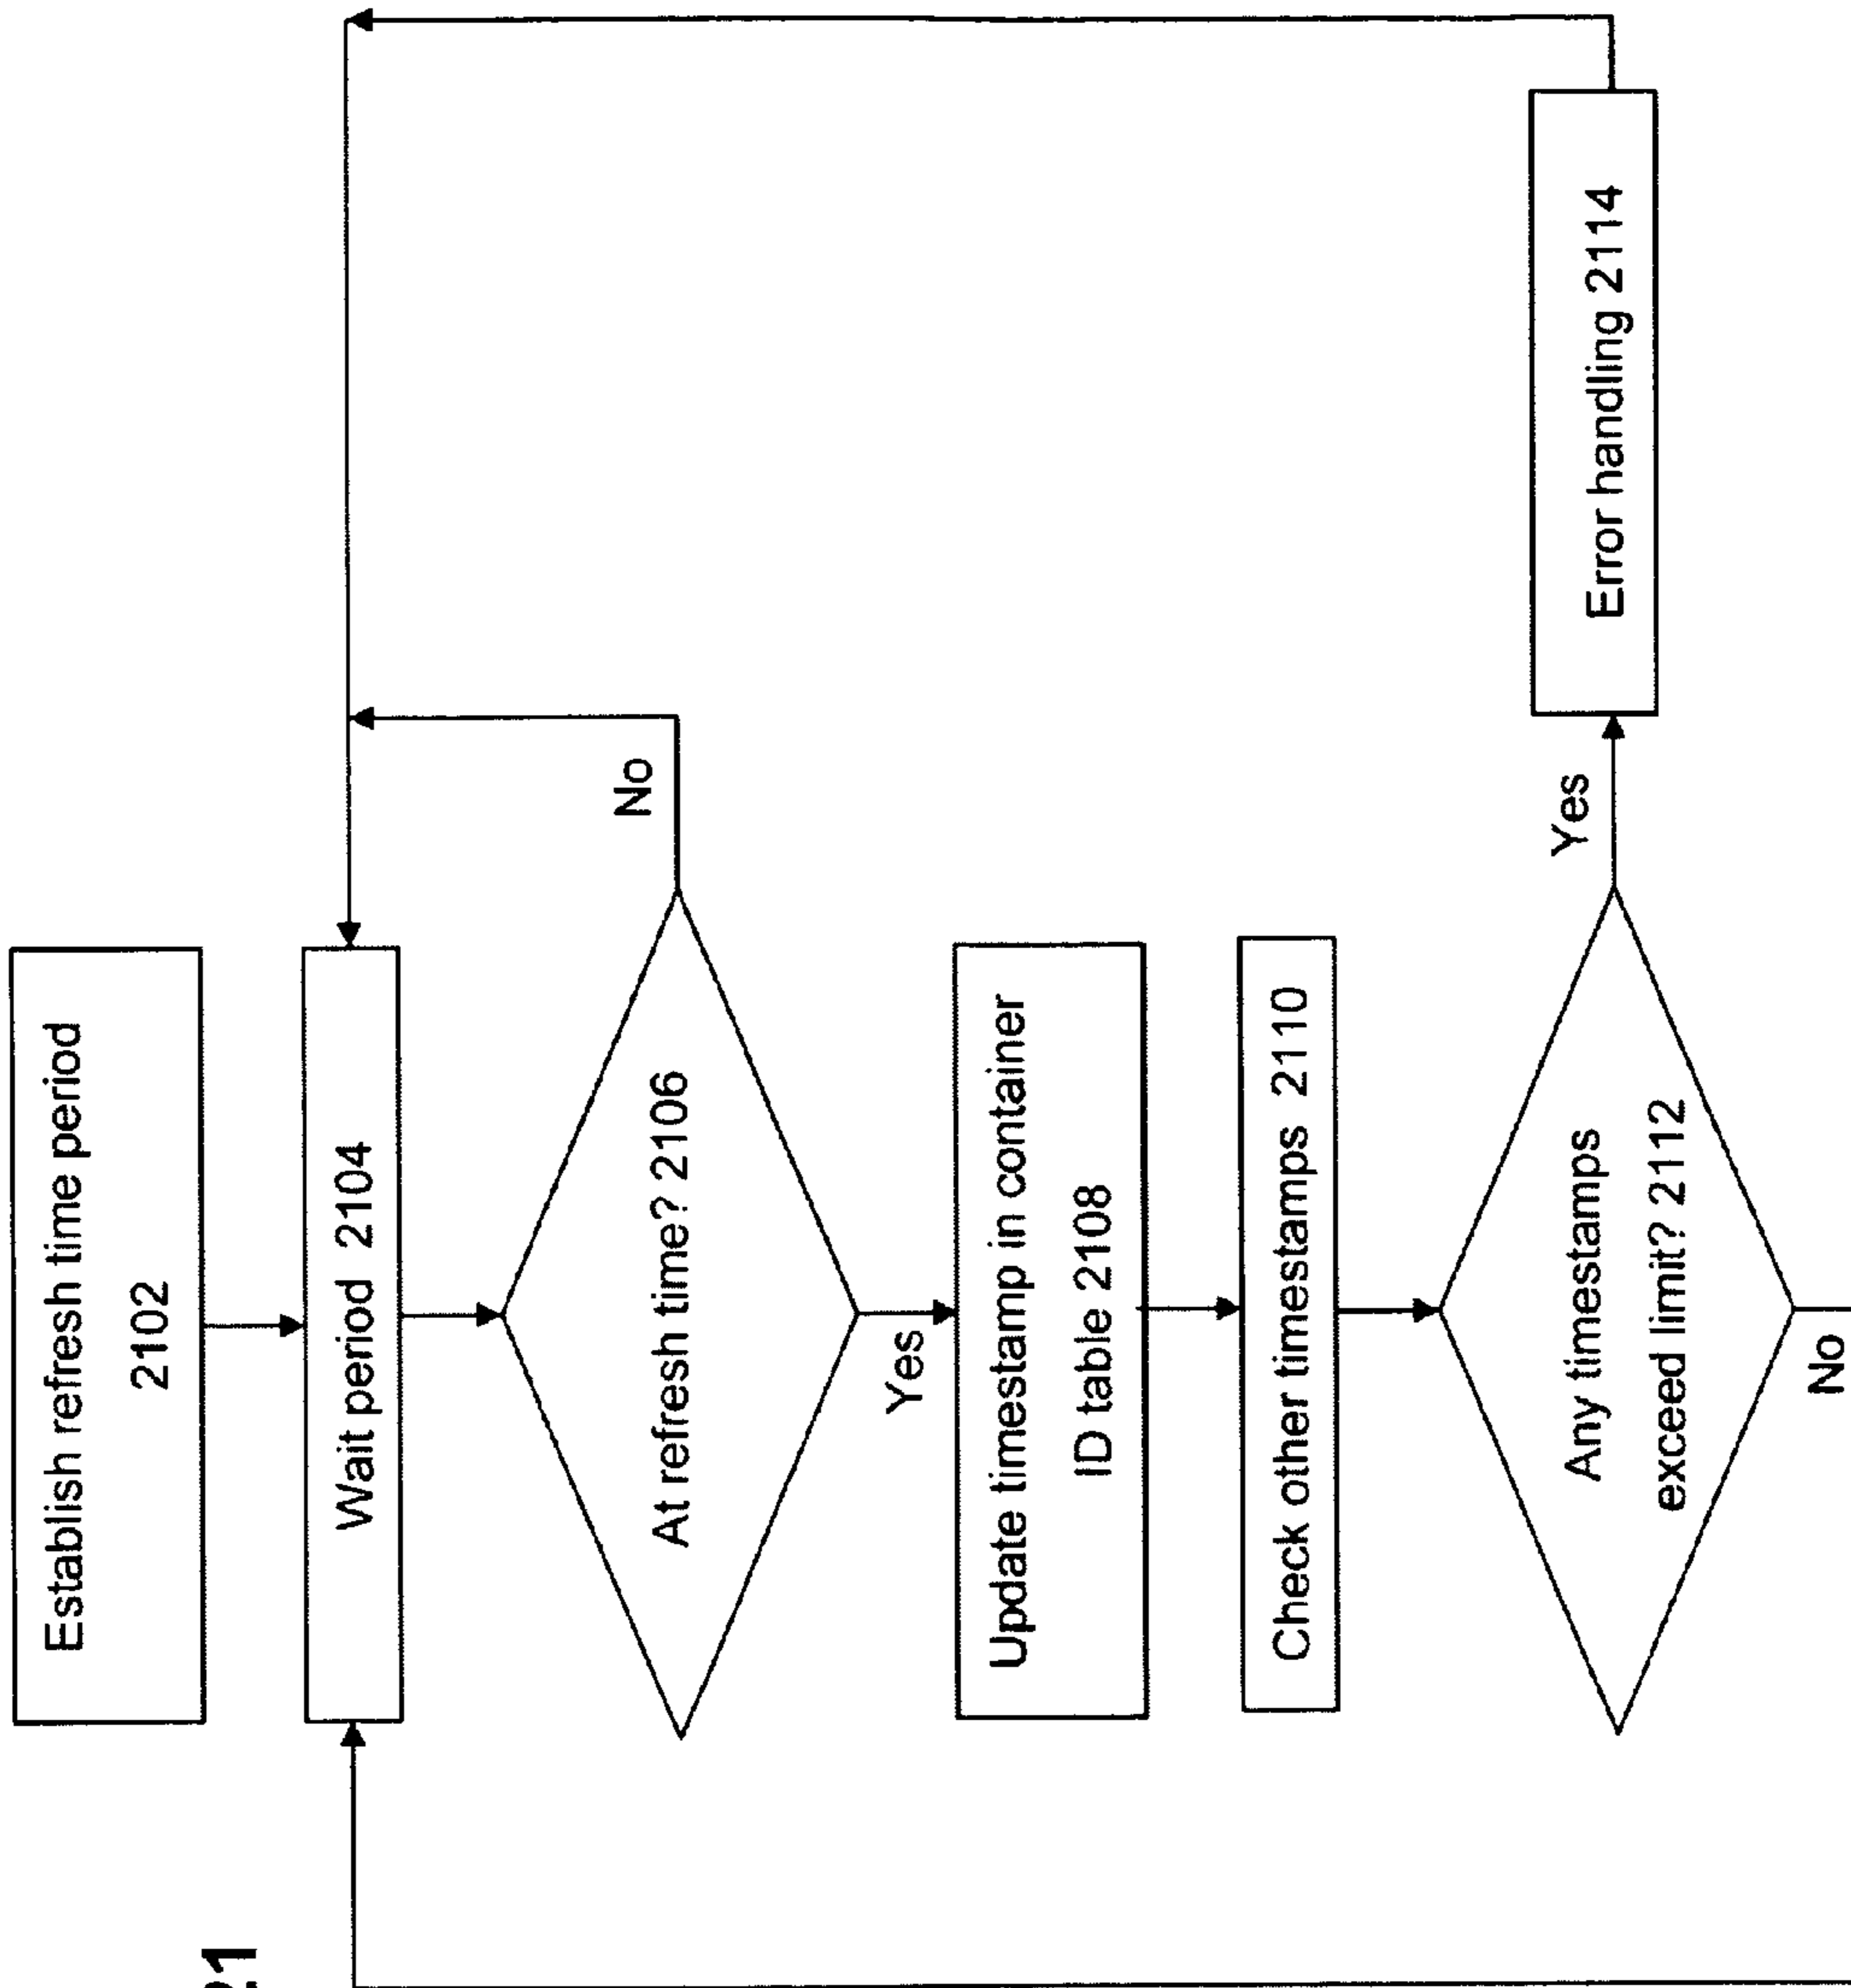 Establish refresh time period
2102
Wait period 2104
At refresh time? 2106
No
Yes
Update timestamp in container
ID table 2108
Check other timestamps 2110
Any timestamps
exceed limit? 2112
Yes
Error handling 2114
No
21